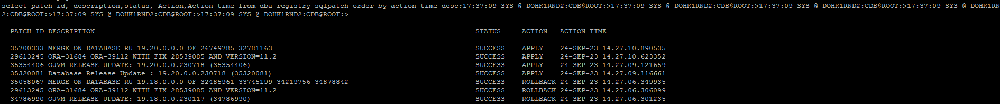 select patch_id, description,status, Action,Action_time from dba_registry_sqlpatch order by action_time desc;17:37:09 SYS @ DOHK1RND2:CDB$ROOT:>17:37:09 SYS @ DOHK1RND2:CDB$ROOT:>17:37:09 SYS @ DOHK1RND2:CDB$ROOT:>17:37:09 SYS @ DOHK1RN
2:CDB$ROOT:>17:37:09 SYS @ DOHK1RND2:CDB$ROOT:>17:37:09 SYS @ DOHK1RND2:CDB$ROOT:>
PATCH_ID DESCRIPTION STATUS ACTION ACTION_TIME
---------- ---------------------------------------------------------------------------------------------------- ---------- -------- ----------------------------
35700333 MERGE ON DATABASE RU 19.20.0.0.0 OF 26749785 32781163 SUCCESS APPLY 24-SEP-23 14.27.10.890535
29613245 ORA-31684 ORA-39112 WITH FIX 28539085 AND VERSION=11.2 SUCCESS APPLY 24-SEP-23 14.27.10.623352
35354406 OJVM RELEASE UPDATE: 19.20.0.0.230718 (35354406) SUCCESS APPLY 24-SEP-23 14.27.09.121659
35320081 Database Release Update : 19.20.0.0.230718 (35320081) SUCCESS APPLY 24-SEP-23 14.27.09.116661
35058067 MERGE ON DATABASE RU 19.18.0.0.0 OF 32485961 33745199 34219756 34878842 SUCCESS ROLLBACK 24-SEP-23 14.27.06.349935
29613245 ORA-31684 ORA-39112 WITH FIX 28539085 AND VERSION=11.2 SUCCESS ROLLBACK 24-SEP-23 14.27.06.306099
34786990 OJVM RELEASE UPDATE: 19.18.0.0.230117 (34786990) SUCCESS ROLLBACK 24-SEP-23 14.27.06.301235